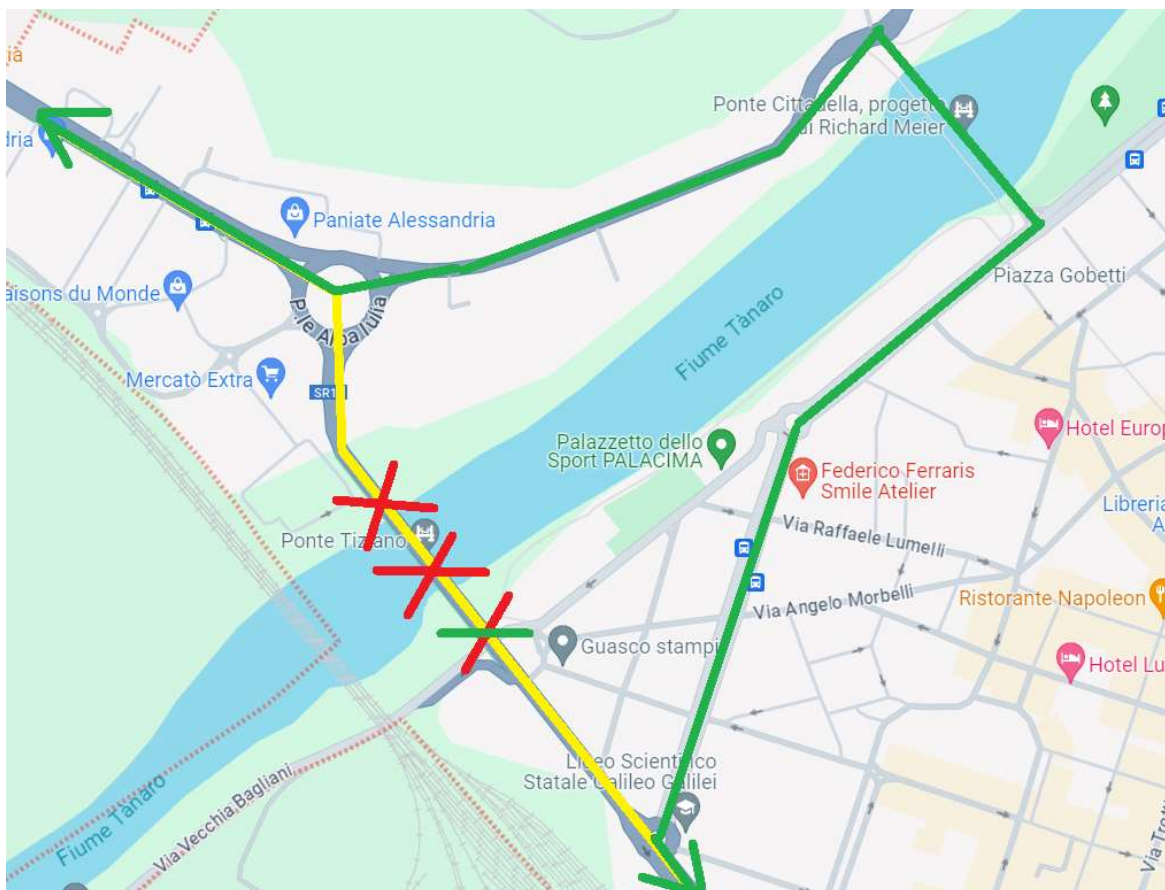 ia
Ponte Cittadella, progetto
di Richard Meier
dria
Paniate Alessandria
aisons du Monde
P.le Alba Iulia
Piazza Gobetti
Fiume Tànaro
Mercatò Extra
SR1
Palazzetto dello
Sport PALACIMA
Hotel Europ
Federico Ferraris
Smile Atelier
Libreria
A
Via Raffaele Lumelli
Ponte Tiziano
Via Angelo Morbelli
Ristorante Napoleon
Guasco stampi
Hotel Lu
Liceo Scientifico
Statale Galileo Galilei
Via Vecchia Bagliani
Fiume Tànaro
Via Trott